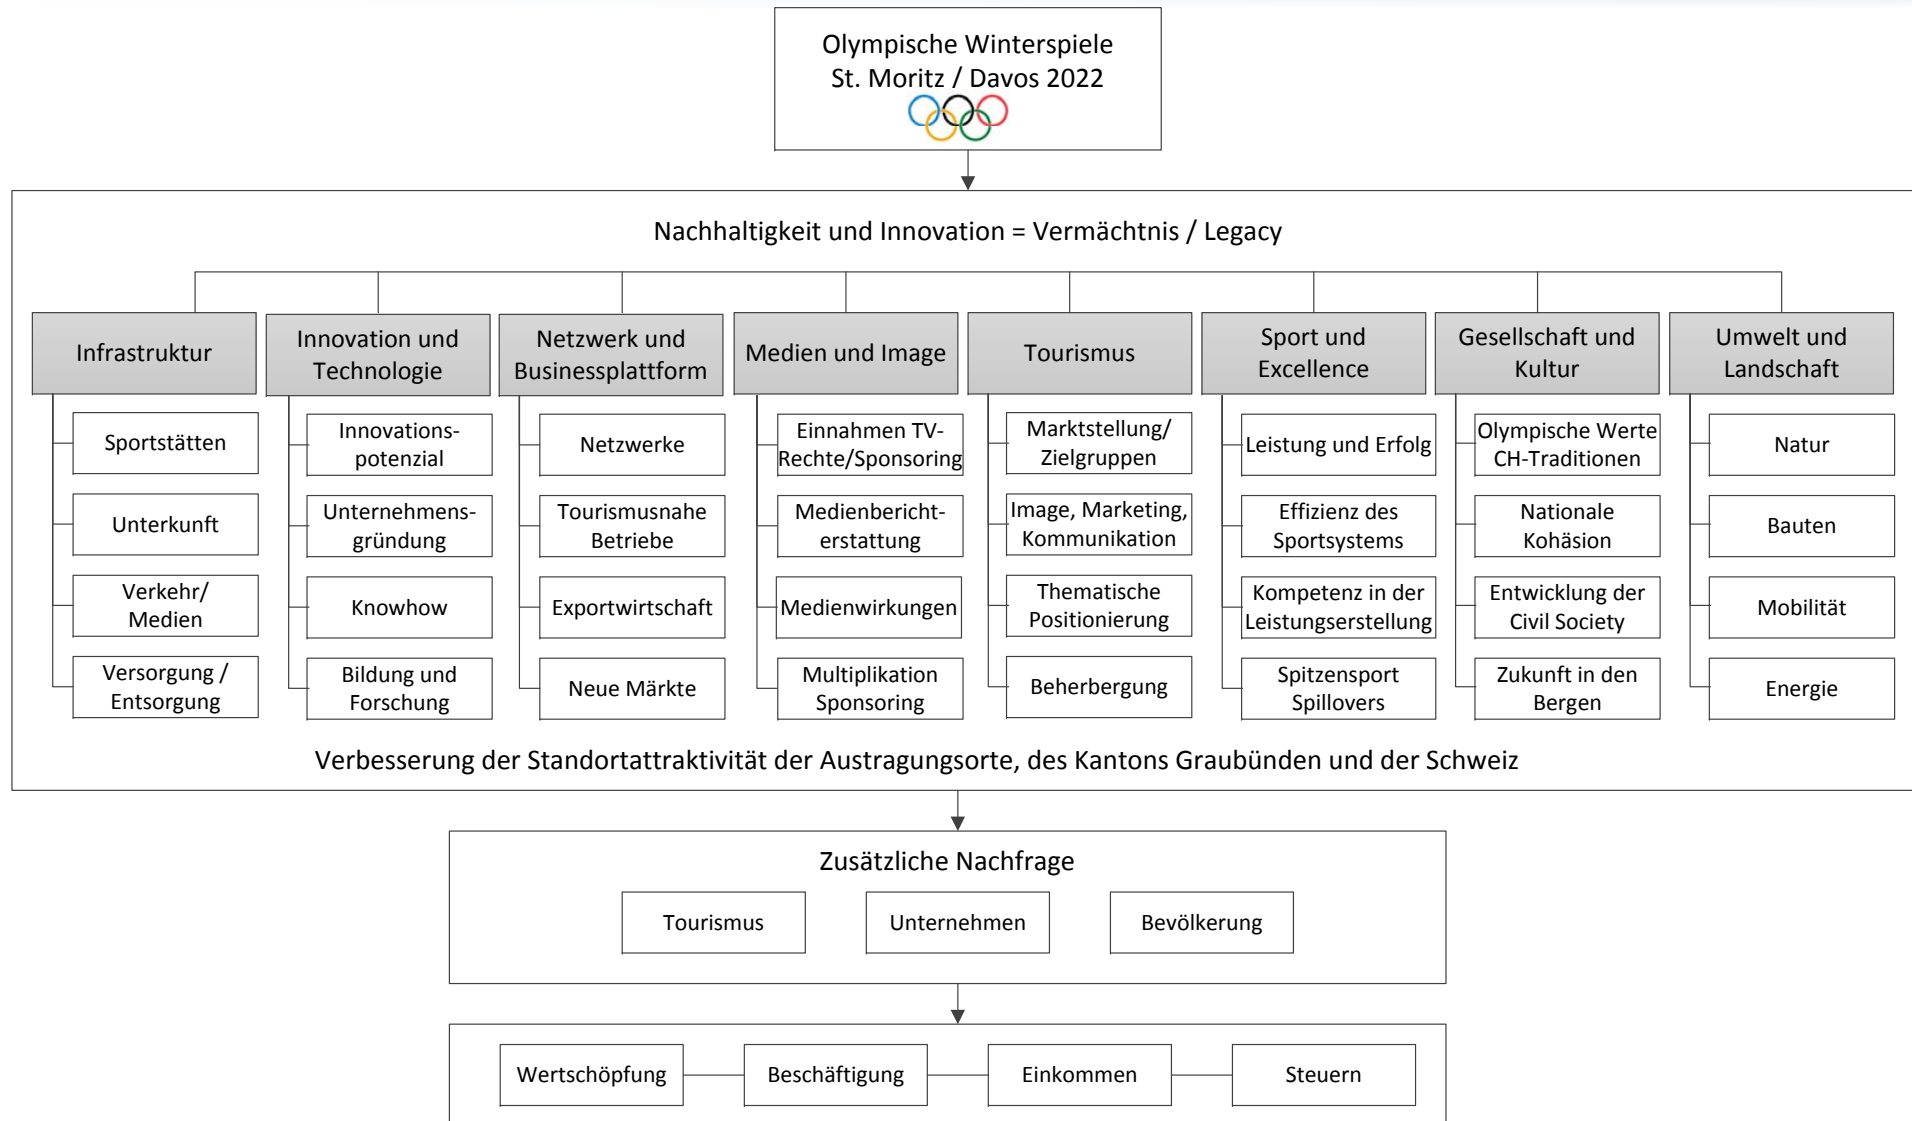 Olympische Winterspiele
St. Moritz / Davos 2022
Nachhaltigkeit und Innovation = Vermächtnis / Legacy
Infrastruktur
Sportstätten
Unterkunft
Verkehr/
Medien
Versorgung /
Entsorgung
Innovation und
Technologie
Innovations-
potenzial
Unternehmens-
gründung
Knowhow
Bildung und
Forschung
Netzwerk und
Businessplattform
Netzwerke
Tourismusnahe
Betriebe
Exportwirtschaft
Neue Märkte
Medien und Image
Einnahmen TV-
Rechte/Sponsoring
Medienbericht-
erstattung
Medienwirkungen
Multiplikation
Sponsoring
Tourismus
Marktstellung/
Zielgruppen
Image, Marketing,
Kommunikation
Thematische
Positionierung
Beherbergung
Sport und
Excellence
Leistung und Erfolg
Effizienz des
Sportsystems
Kompetenz in der
Leistungserstellung
Spitzensport
Spillovers
Gesellschaft und
Kultur
Olympische Werte
CH-Traditionen
Nationale
Kohäsion
Entwicklung der
Civil Society
Zukunft in den
Bergen
Umwelt und
Landschaft
Natur
Bauten
Mobilität
Energie
Verbesserung der Standortattraktivität der Austragungsorte, des Kantons Graubünden und der Schweiz
Zusätzliche Nachfrage
Tourismus
Unternehmen
Bevölkerung
Wertschöpfung
Beschäftigung
Einkommen
Steuern